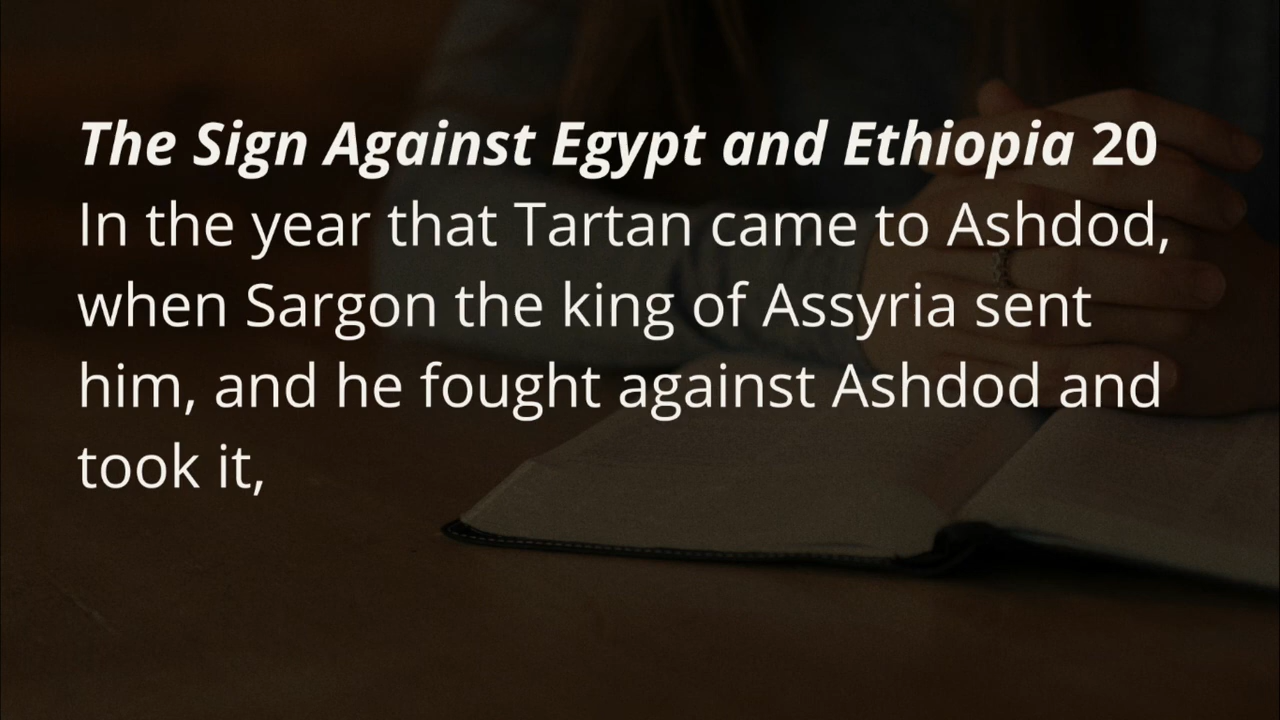 The Sign Against Egypt and Ethiopia 20
In the year that Tartan came to Ashdod,
when Sargon the king of Assyria sent
him, and he fought against Ashdod and
took it,